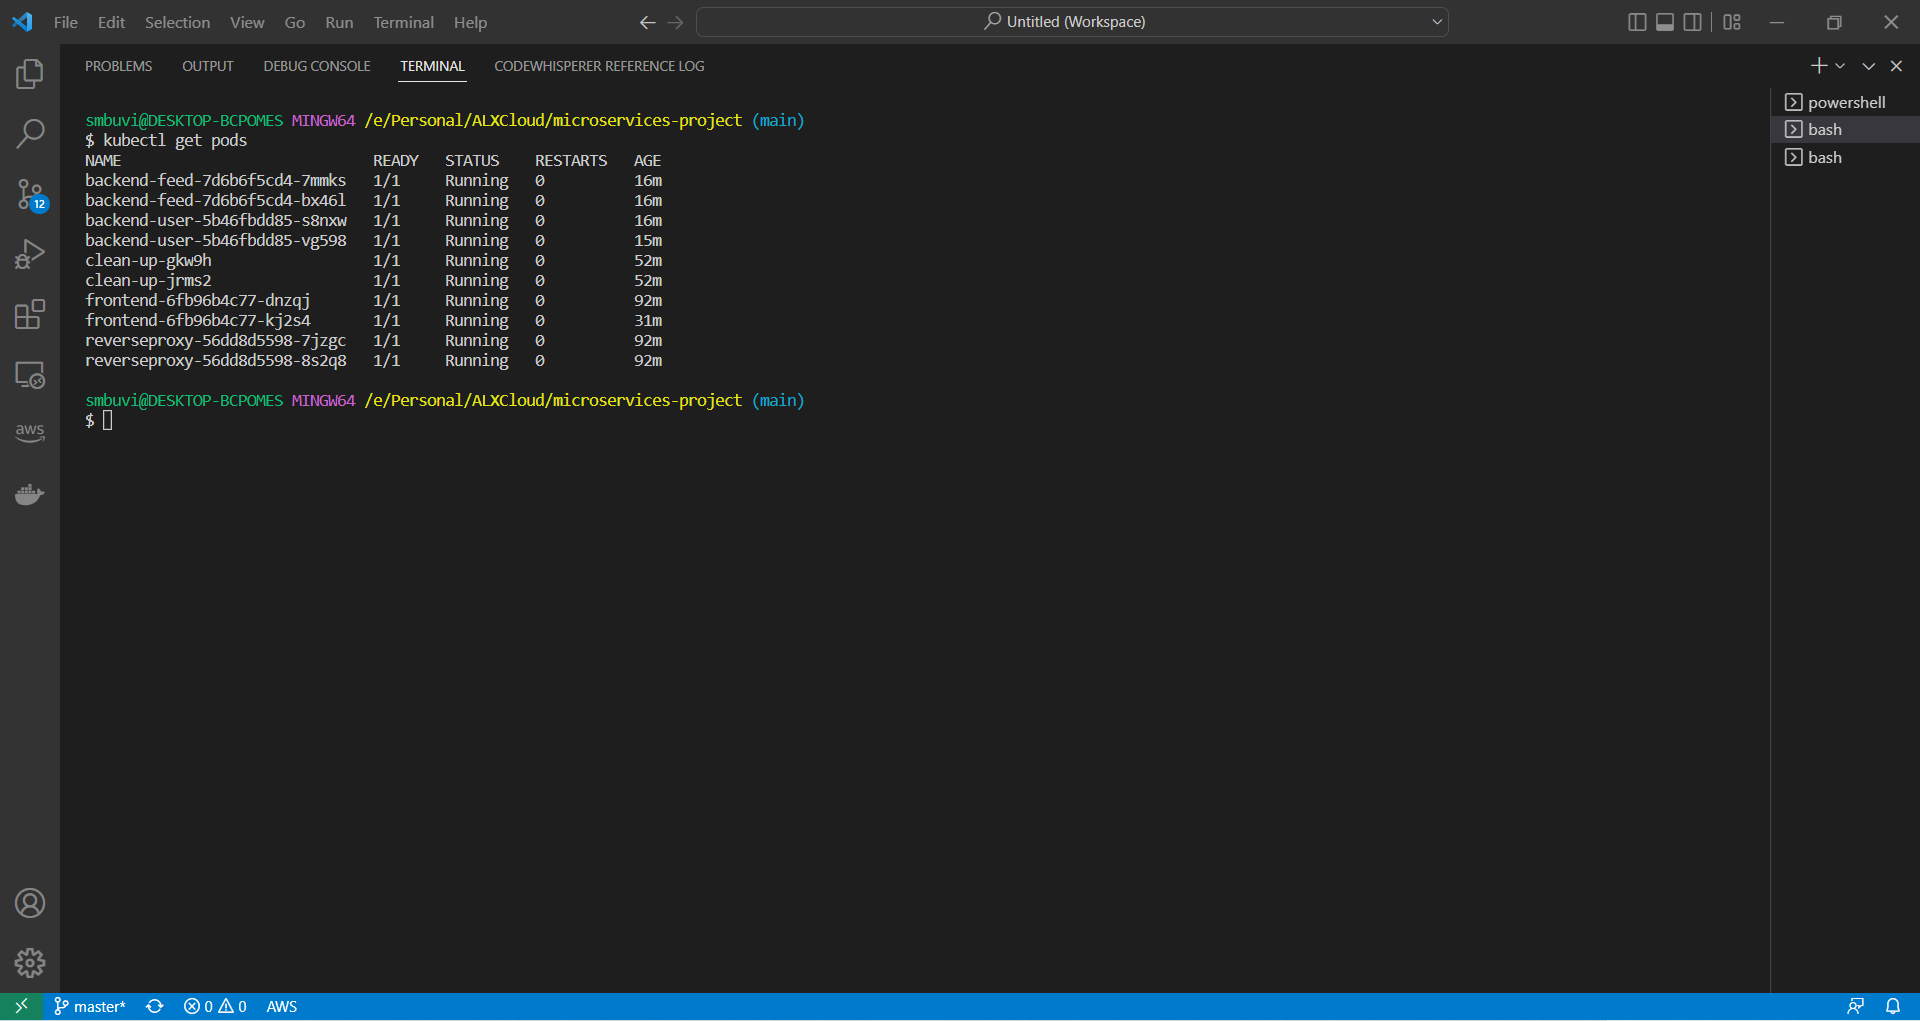 File Edit Selection View Go Run Terminal Help
Untitled (Workspace)
PROBLEMS OUTPUT DEBUG CONSOLE TERMINAL CODEWHISPERER REFERENCE LOG
smbuvi@DESKTOP-BCPOMES MINGW64 /e/Personal/ALXCloud/microservices-project (main)
$ kubectl get pods
NAME READY STATUS RESTARTS AGE
backend-feed-7d6b6f5cd4-7mmks 1/1 Running 0 16m
backend-feed-7d6b6f5cd4-bx46l 1/1 Running 0 16m
backend-user-5b46fbdd85-s8nxw 1/1 Running 0 16m
backend-user-5b46fbdd85-vg598 1/1 Running 0 15m
clean-up-gkw9h 1/1 Running 0 52m
clean-up-jrms2 1/1 Running 0 52m
frontend-6fb96b4c77-dnzqj 1/1 Running 0 92m
frontend-6fb96b4c77-kj2s4 1/1 Running 0 31m
reverseproxy-56dd8d5598-7jzgc 1/1 Running 0 92m
reverseproxy-56dd8d5598-8s2q8 1/1 Running 0 92m
smbuvi@DESKTOP-BCPOMES MINGW64 /e/Personal/ALXCloud/microservices-project (main)
$
powershell
bash
bash
12
aws
master* 0 0 AWS